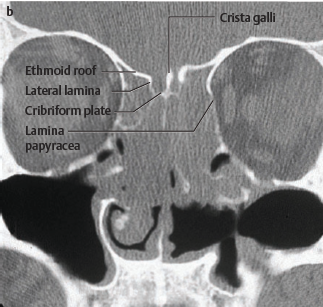 b
Crista galli
Ethmoid roof
Lateral lamina
Cribriform plate
Lamina
papyracea